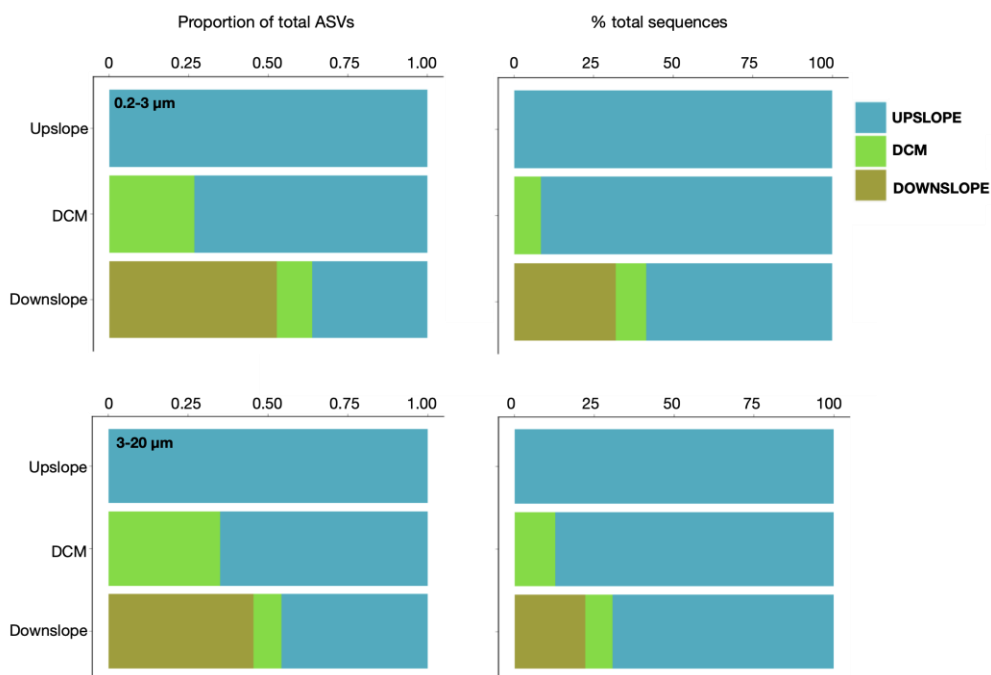 Proportion of total ASVs
% total sequences
0 0.25 0.50 0.75 1.00
0 25 50 75 100
0.2-3 µm
Upslope
DCM
Downslope
UPSLOPE
DCM
DOWNSLOPE
0 0.25 0.50 0.75 1.00
0 25 50 75 100
3-20 µm
Upslope
DCM
Downslope